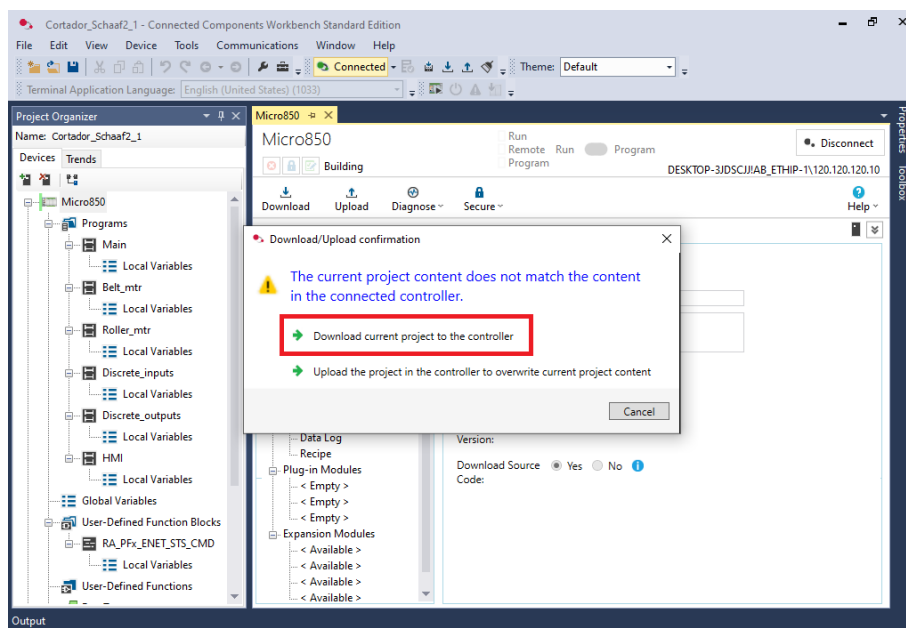 Cortador_Schaaf2_1 - Connected Components Workbench Standard Edition
File Edit View Device Tools Communications Window Help
Connected Theme: Default
Terminal Application Language: English (United States) (1033)
Project Organizer
Name: Cortador_Schaaf2_1
Devices Trends
Micro850
Programs
Main
Local Variables
Belt_mtr
Local Variables
Roller_mtr
Local Variables
Discrete_inputs
Local Variables
Discrete_outputs
Local Variables
HMI
Local Variables
Global Variables
User-Defined Function Blocks
RA_PFx_ENET_STS_CMD
Local Variables
User-Defined Functions
Micro850
Micro850
Building
Run
Remote Run Program
Program
Disconnect
DESKTOP-3JDSCJJ!AB_ETHIP-1\120.120.120.10
Download Upload Diagnose Secure Help
Download/Upload confirmation
The current project content does not match the content
in the connected controller.
Download current project to the controller
Upload the project in the controller to overwrite current project content
Cancel
Data Log
Recipe
Plug-in Modules
< Empty >
< Empty >
< Empty >
Expansion Modules
< Available >
< Available >
< Available >
< Available >
Version:
Download Source Yes No
Code:
Properties
Toolbox
Output